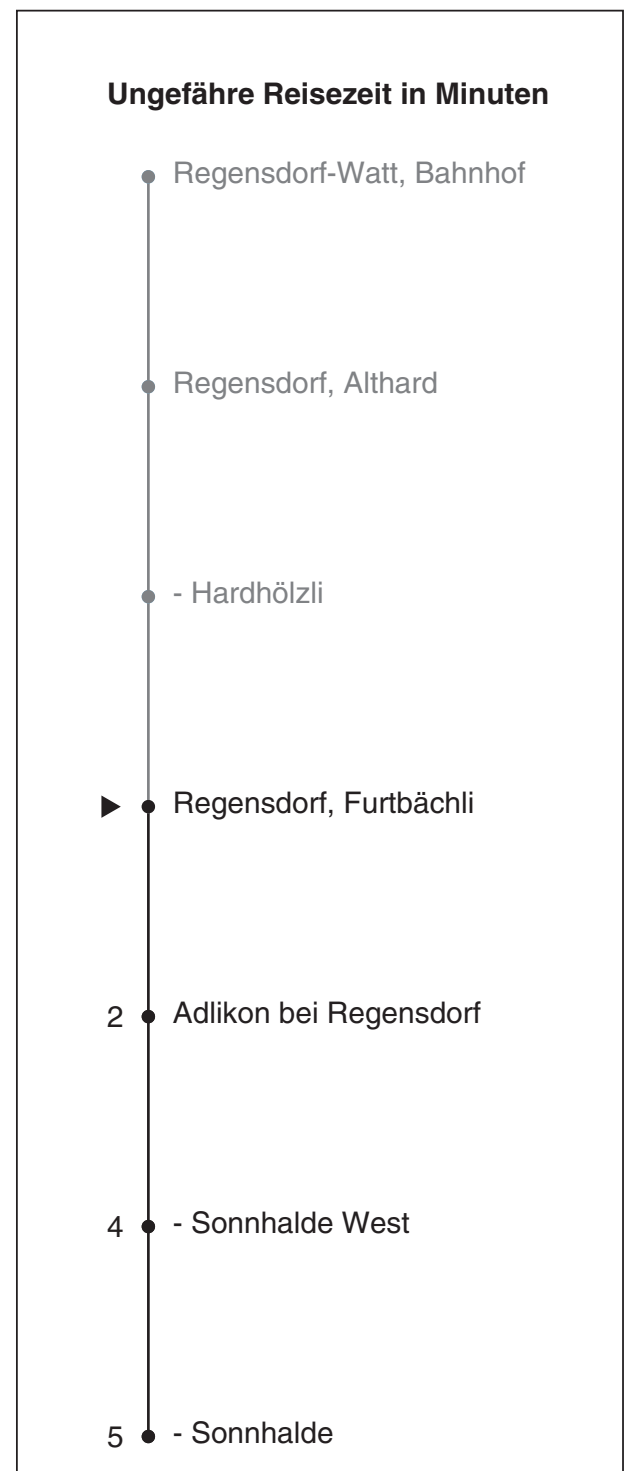 Ungefähre Reisezeit in Minuten
Regensdorf-Watt, Bahnhof
Regensdorf, Althard
- Hardhölzli
Regensdorf, Furtbächli
2 Adlikon bei Regensdorf
4 - Sonnhalde West
5 - Sonnhalde